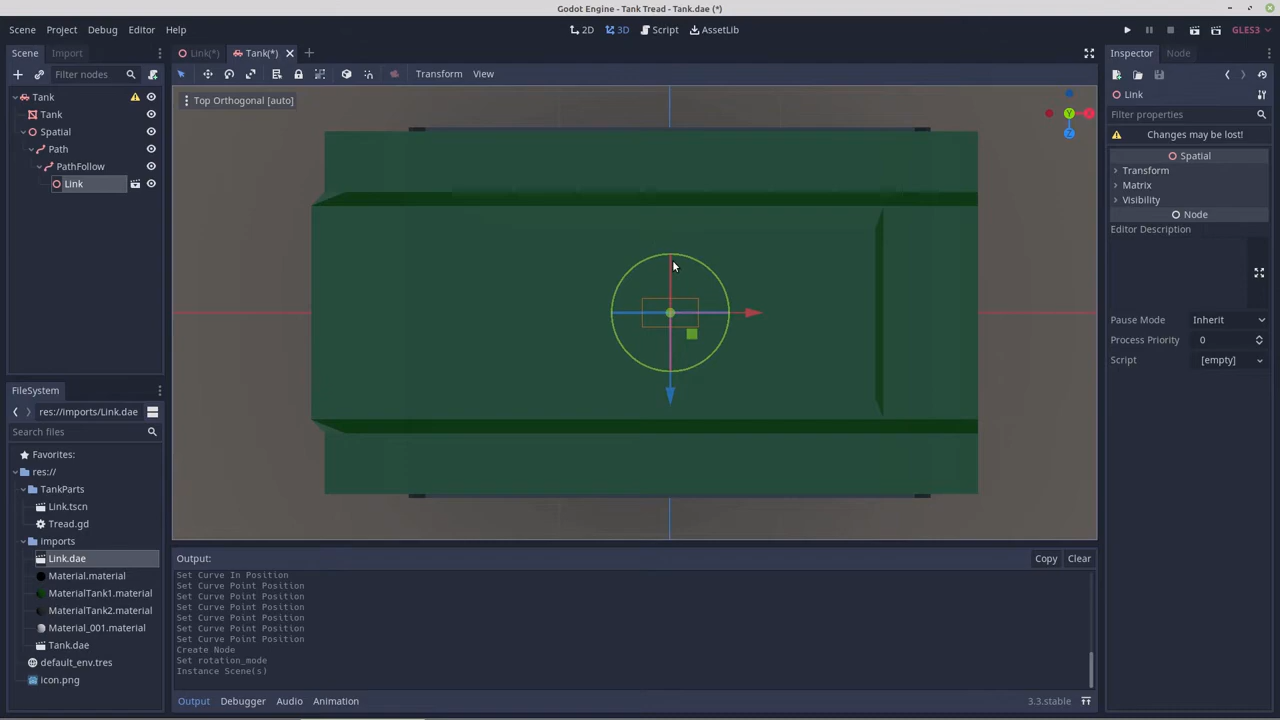 Godot Engine - Tank Tread - Tank.dae (*)
Scene Project Debug Editor Help
2D 3D Script AssetLib
GLES3
Scene Import
Link(*) Tank(*)
Inspector Node
Filter nodes
Transform View
Tank
Tank
Spatial
Path
PathFollow
Link
Top Orthogonal [auto]
Y
X
Z
Link
Filter properties
Changes may be lost!
Spatial
Transform
Matrix
Visibility
Node
Editor Description
Pause Mode Inherit
Process Priority 0
Script [empty]
FileSystem
res://Imports/Link.dae
Search files
Favorites:
res://
TankParts
Link.tscn
Tread.gd
Imports
Link.dae
Material.material
MaterialTank1.material
MaterialTank2.material
Material_001.material
Tank.dae
default_env.tres
icon.png
Output:
Copy Clear
Set Curve In Position
Set Curve Point Position
Set Curve Point Position
Set Curve Point Position
Set Curve Point Position
Set Curve Point Position
Set Curve Point Position
Create Node
Set rotation_mode
Instance Scene(s)
Output Debugger Audio Animation
3.3.stable